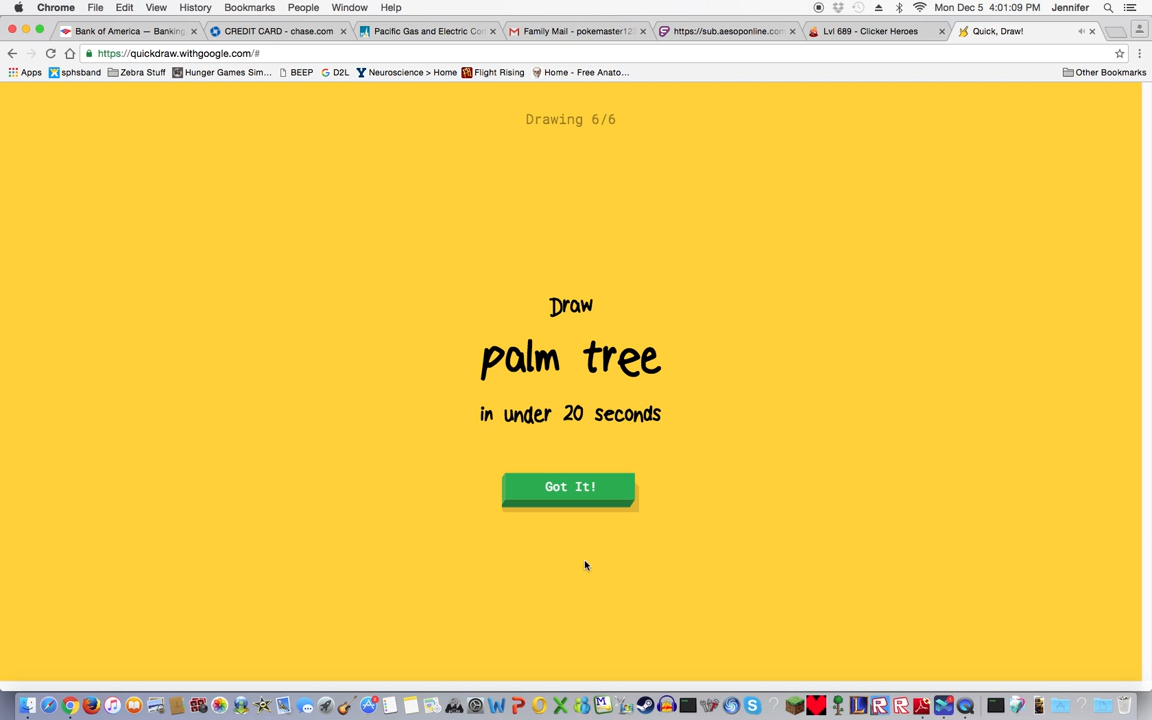 Chrome File Edit View History Bookmarks People Window Help Mon Dec 5 4:01:09 PM Jennifer
Bank of America — Banking CREDIT CARD - chase.com Pacific Gas and Electric Com Family Mail - pokemaster12 https://sub.aesoponline.com Lvl 689 - Clicker Heroes Quick, Draw!
https://quickdraw.withgoogle.com/#
Apps sphsband Zebra Stuff Hunger Games Sim... BEEP D2L Neuroscience > Home Flight Rising Home - Free Anato... Other Bookmarks
Drawing 6/6
Draw
palm tree
in under 20 seconds
Got It!